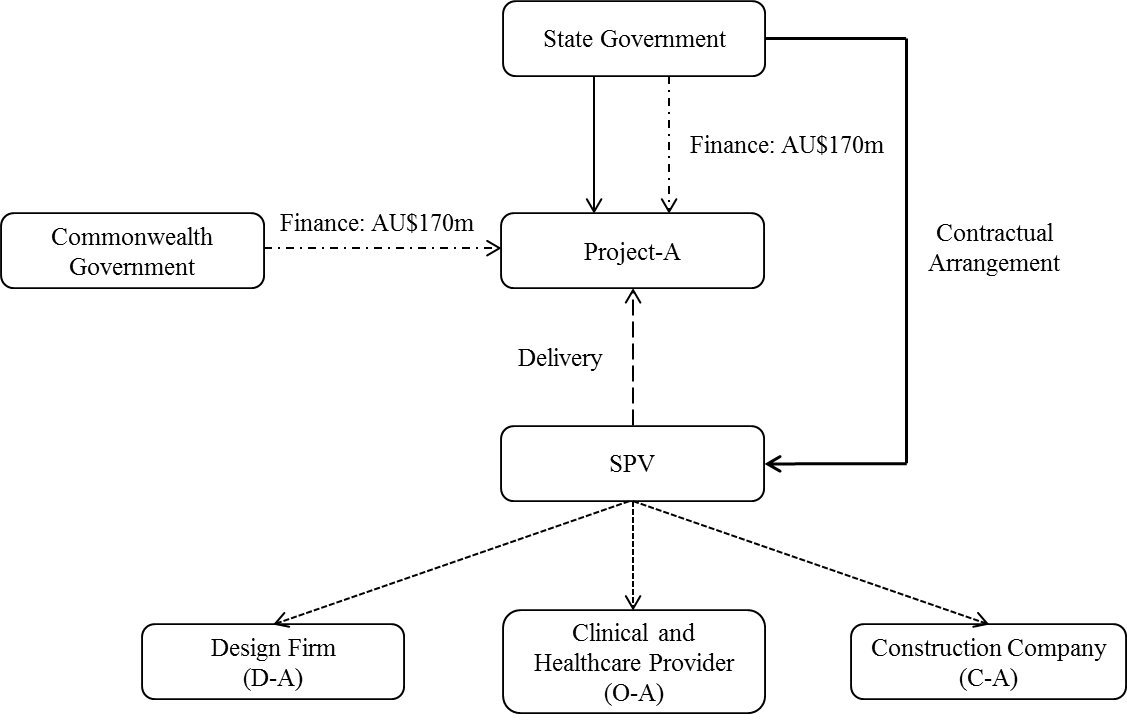 State Government
Finance: AU$170m
Commonwealth
Government
Finance: AU$170m
Project-A
Contractual
Arrangement
Delivery
SPV
Design Firm
(D-A)
Clinical and
Healthcare Provider
(O-A)
Construction Company
(C-A)